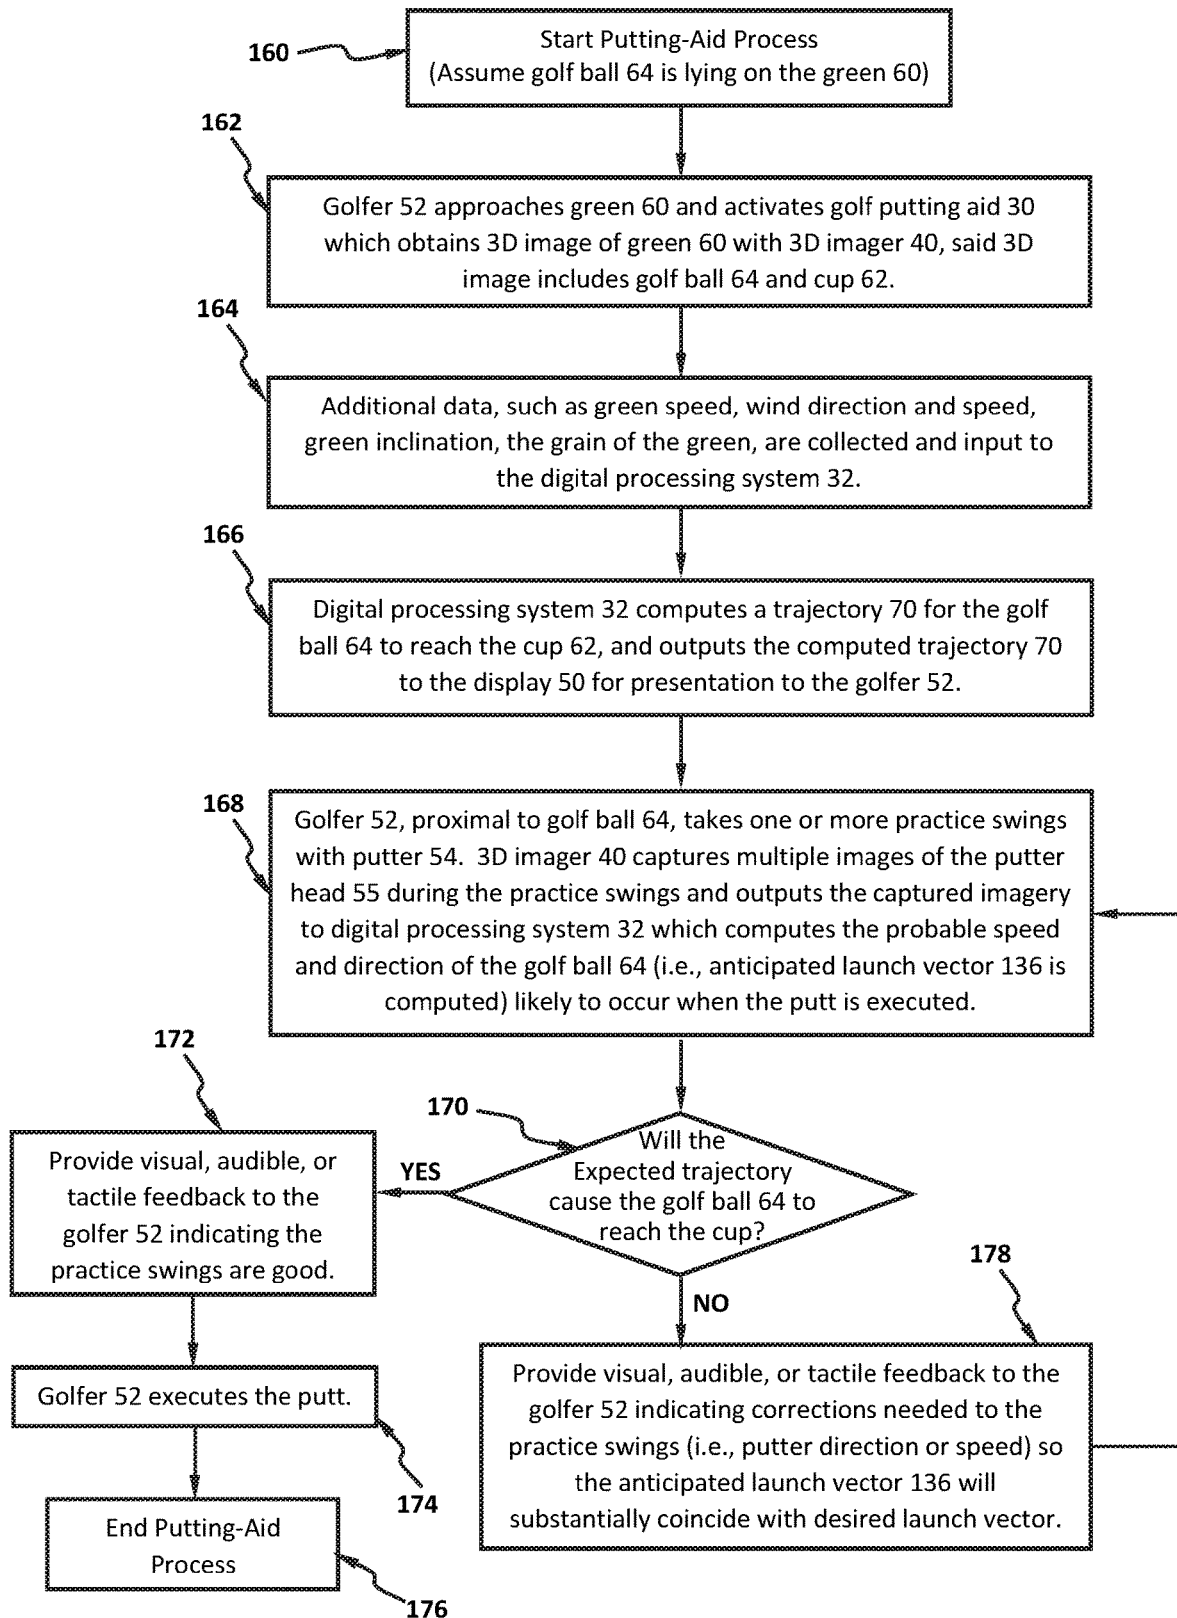 160
Start Putting-Aid Process
(Assume golf ball 64 is lying on the green 60)
162
Golfer 52 approaches green 60 and activates golf putting aid 30
which obtains 3D image of green 60 with 3D imager 40, said 3D
image includes golf ball 64 and cup 62.
164
Additional data, such as green speed, wind direction and speed,
green inclination, the grain of the green, are collected and input to
the digital processing system 32.
166
Digital processing system 32 computes a trajectory 70 for the golf
ball 64 to reach the cup 62, and outputs the computed trajectory 70
to the display 50 for presentation to the golfer 52.
168
Golfer 52, proximal to golf ball 64, takes one or more practice swings
with putter 54.  3D imager 40 captures multiple images of the putter
head 55 during the practice swings and outputs the captured imagery
to digital processing system 32 which computes the probable speed
and direction of the golf ball 64 (i.e., anticipated launch vector 136 is
computed) likely to occur when the putt is executed.
170
Will the
Expected trajectory
cause the golf ball 64 to
reach the cup?
YES
172
Provide visual, audible, or
tactile feedback to the
golfer 52 indicating the
practice swings are good.
Golfer 52 executes the putt.
174
End Putting-Aid
Process
176
NO
178
Provide visual, audible, or tactile feedback to the
golfer 52 indicating corrections needed to the
practice swings (i.e., putter direction or speed) so
the anticipated launch vector 136 will
substantially coincide with desired launch vector.